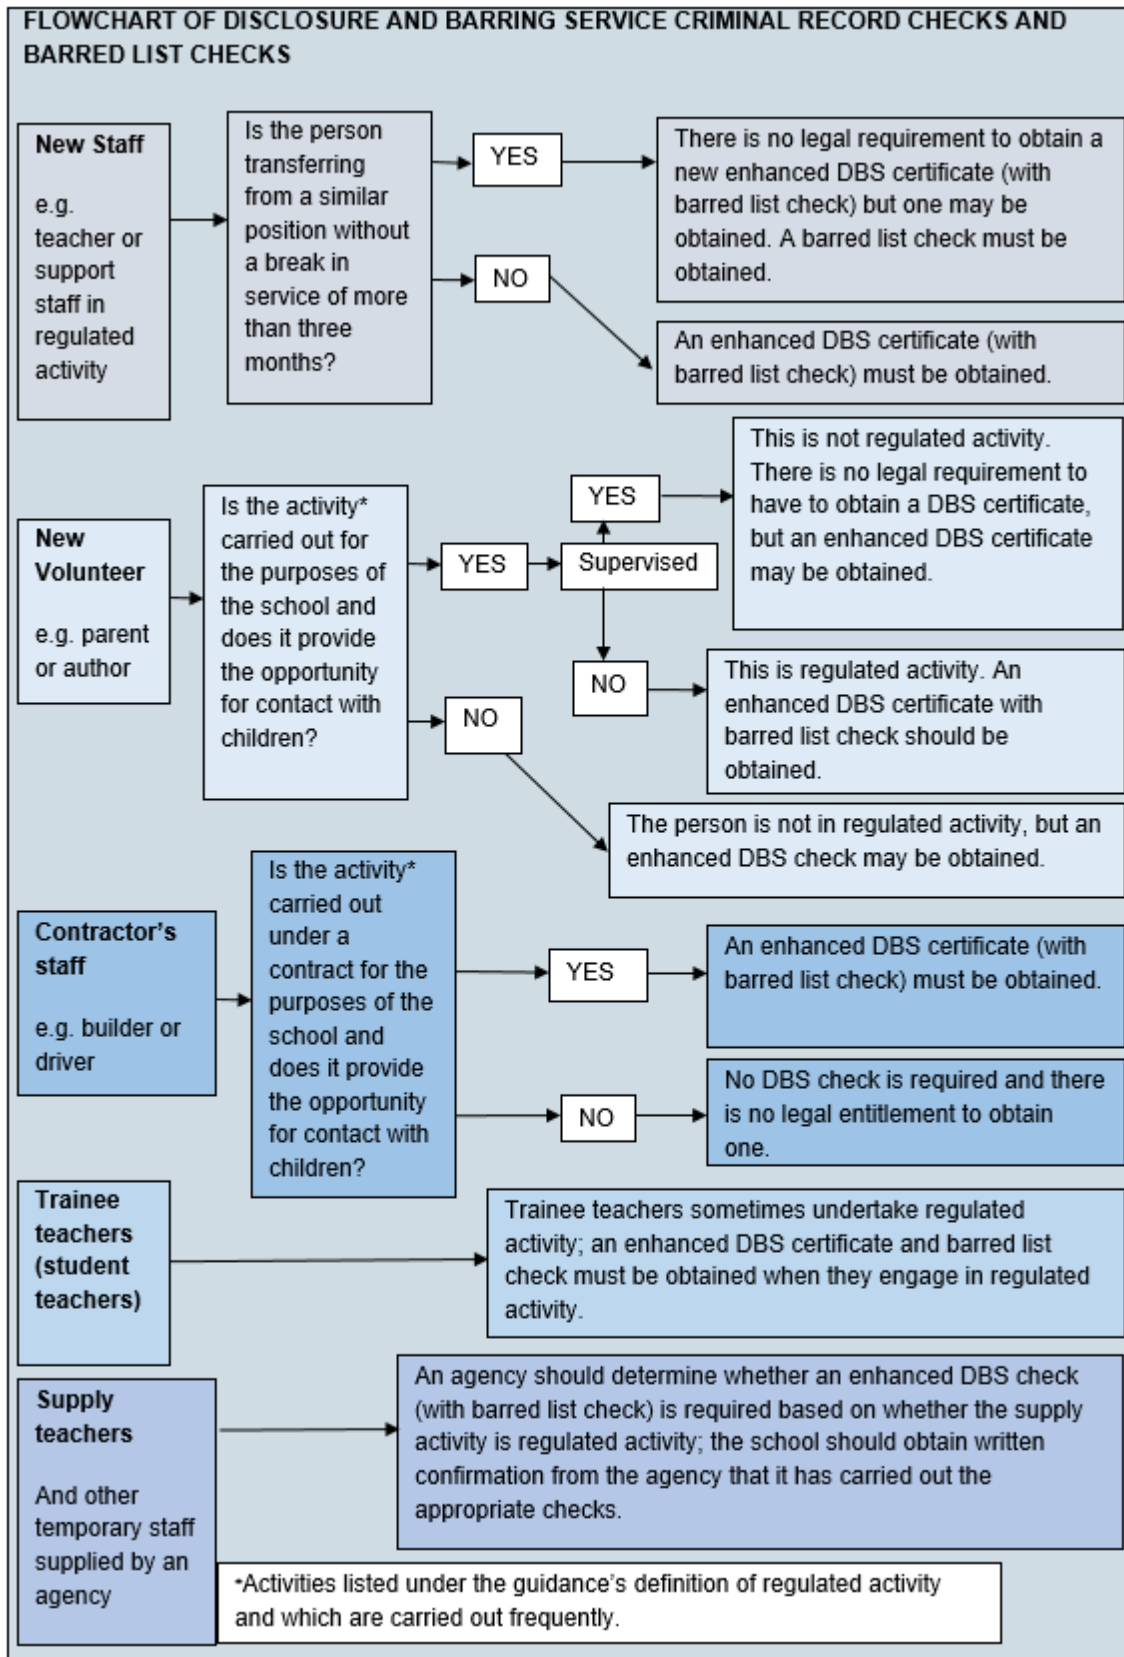 FLOWCHART OF DISCLOSURE AND BARRING SERVICE CRIMINAL RECORD CHECKS AND
BARRED LIST CHECKS
New Staff
e.g.
teacher or
support
staff in
regulated
activity
Is the person
transferring
from a similar
position without
a break in
service of more
than three
months?
YES
There is no legal requirement to obtain a
new enhanced DBS certificate (with
barred list check) but one may be
obtained. A barred list check must be
obtained.
NO
An enhanced DBS certificate (with
barred list check) must be obtained.
New
Volunteer
e.g. parent
or author
Is the activity*
carried out for
the purposes of
the school and
does it provide
the opportunity
for contact with
children?
YES
Supervised
YES
This is not regulated activity.
There is no legal requirement to
have to obtain a DBS certificate,
but an enhanced DBS certificate
may be obtained.
NO
This is regulated activity. An
enhanced DBS certificate with
barred list check should be
obtained.
NO
The person is not in regulated activity, but an
enhanced DBS check may be obtained.
Contractor's
staff
e.g. builder or
driver
Is the activity*
carried out
under a
contract for the
purposes of the
school and
does it provide
the opportunity
for contact with
children?
YES
An enhanced DBS certificate (with
barred list check) must be obtained.
NO
No DBS check is required and there
is no legal entitlement to obtain
one.
Trainee
teachers
(student
teachers)
Trainee teachers sometimes undertake regulated
activity; an enhanced DBS certificate and barred list
check must be obtained when they engage in regulated
activity.
Supply
teachers
And other
temporary staff
supplied by an
agency
An agency should determine whether an enhanced DBS check
(with barred list check) is required based on whether the supply
activity is regulated activity; the school should obtain written
confirmation from the agency that it has carried out the
appropriate checks.
*Activities listed under the guidance's definition of regulated activity
and which are carried out frequently.